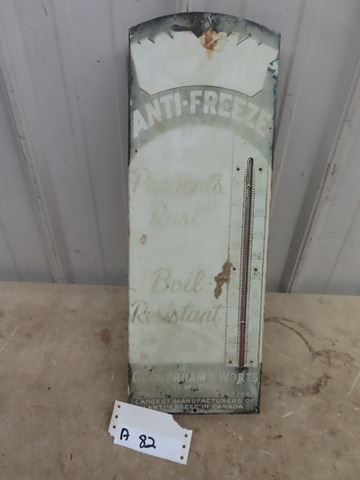 ANTI-FREEZE
Prevents
Rust
Boil
Resistant
GOODERHAM & WORTS
LARGEST MANUFACTURERS OF
ANTI-FREEZE IN CANADA
A 82